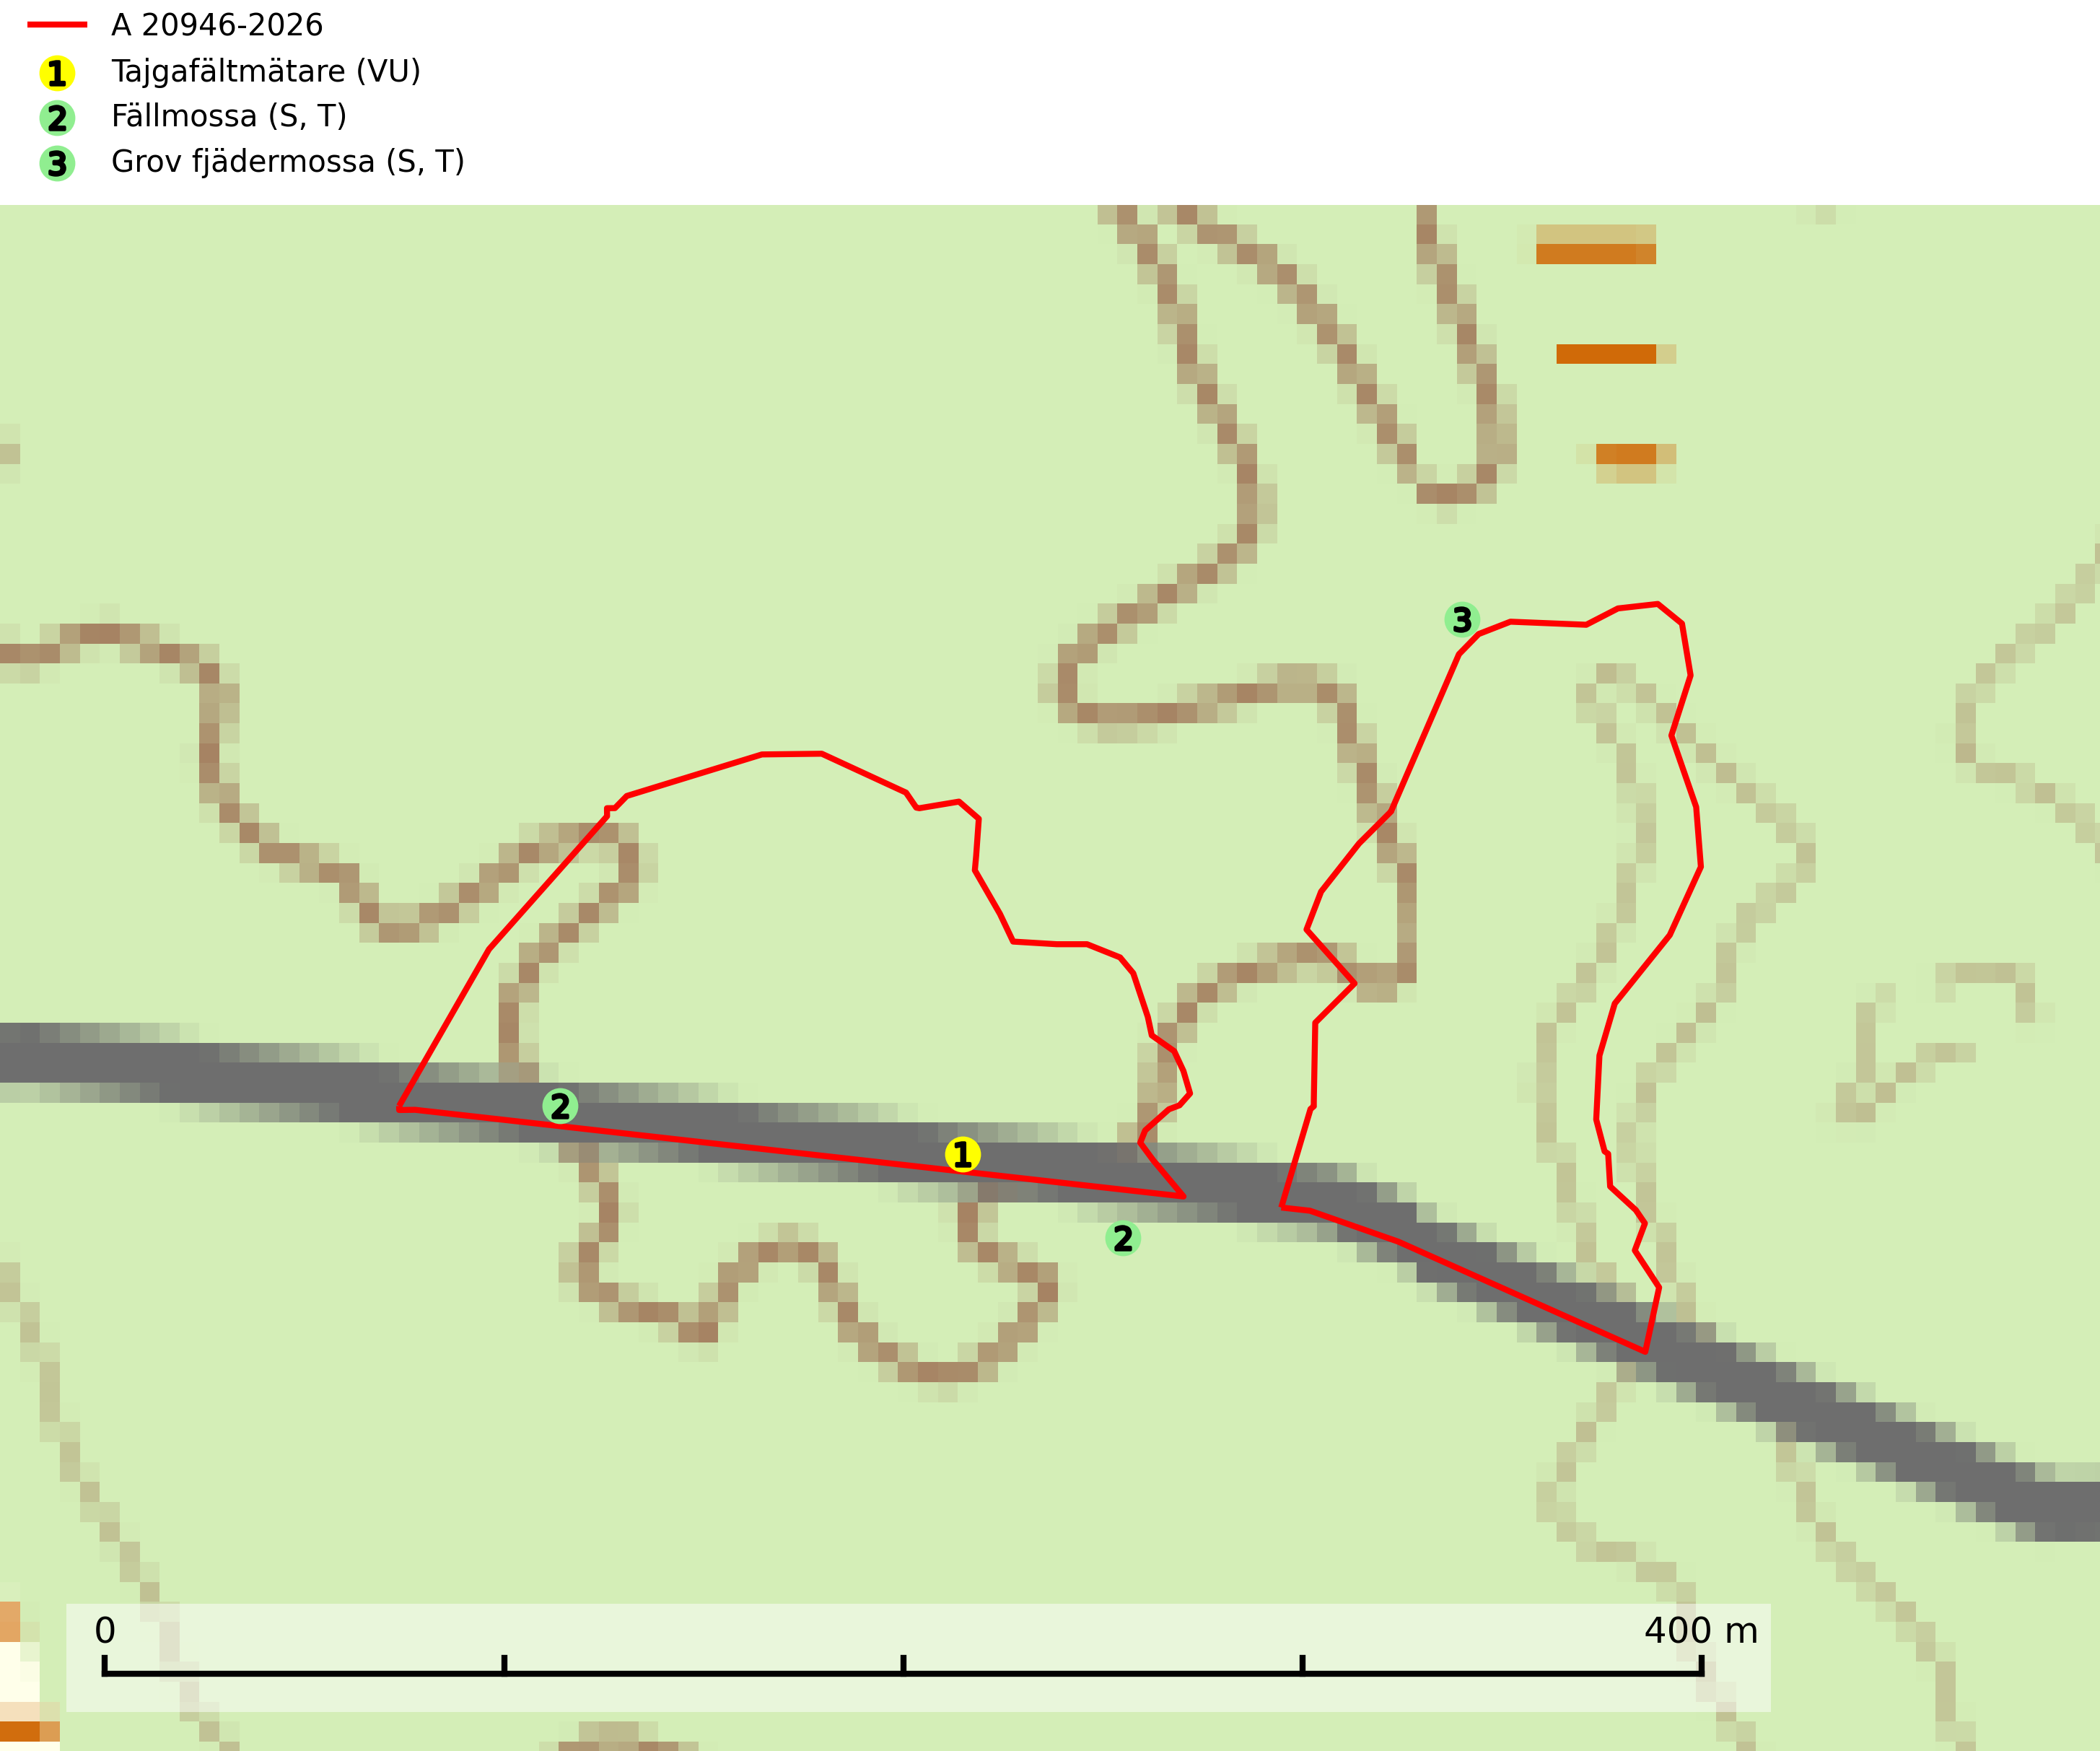 A 20946-2026
1 Tajgafältmätare (VU)
2 Fällmossa (S, T)
3 Grov fjädermossa (S, T)
3
2
1
2
0 400 m